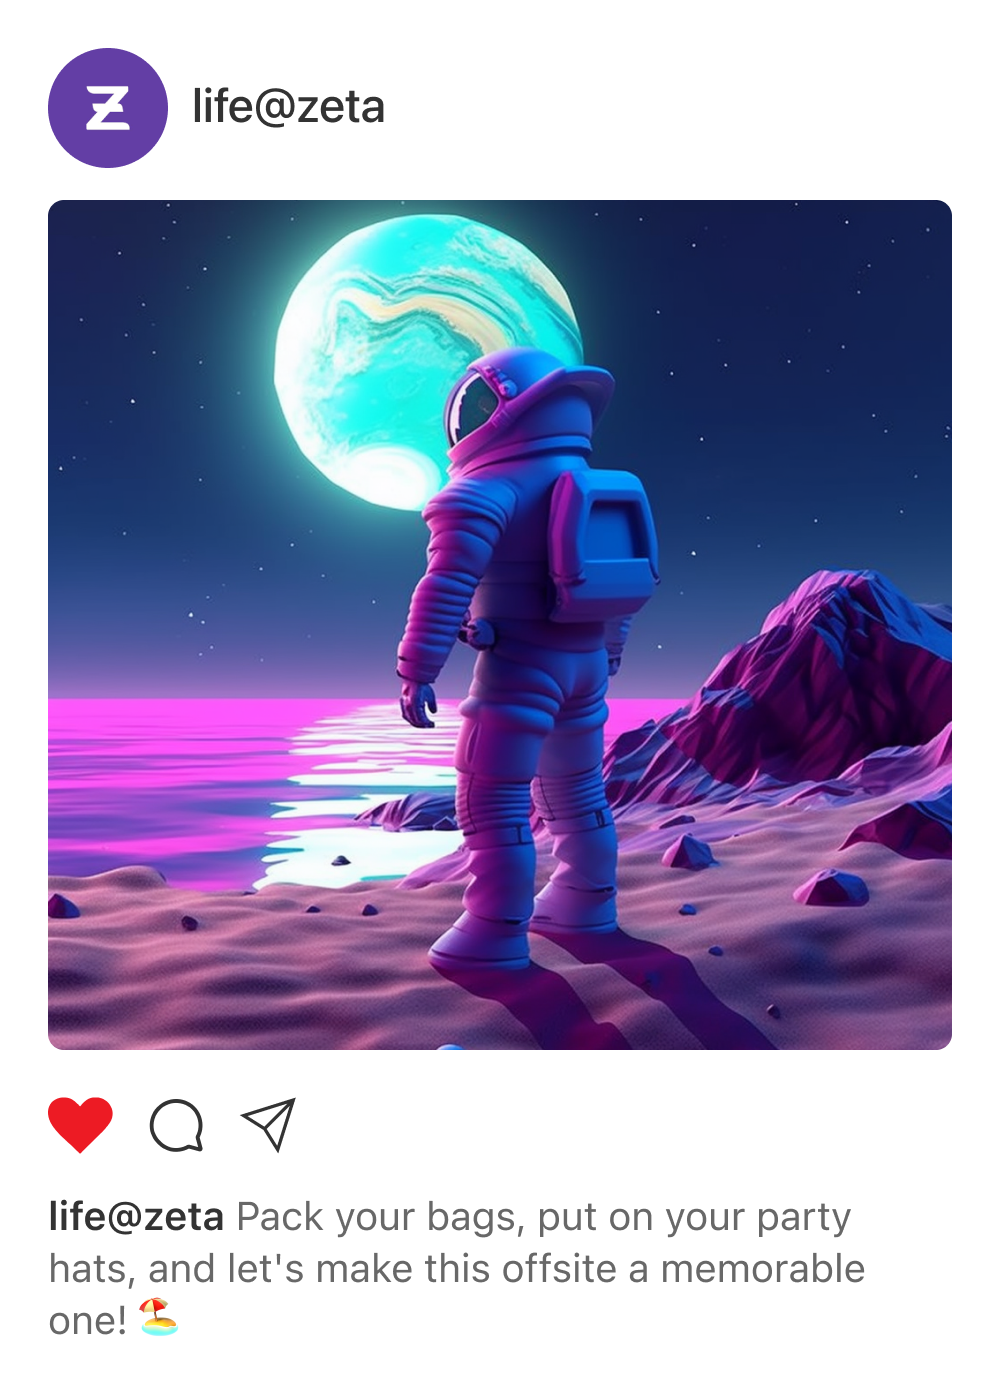 Z
life@zeta
life@zeta Pack your bags, put on your party
hats, and let's make this offsite a memorable
one! 🏖️